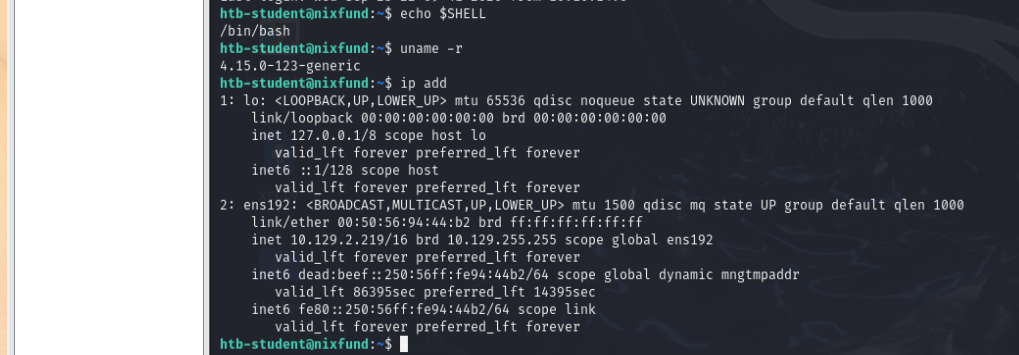 htb-student@nixfund:~$ echo $SHELL
/bin/bash
htb-student@nixfund:~$ uname -r
4.15.0-123-generic
htb-student@nixfund:~$ ip add
1: lo: <LOOPBACK,UP,LOWER_UP> mtu 65536 qdisc noqueue state UNKNOWN group default qlen 1000
    link/loopback 00:00:00:00:00:00 brd 00:00:00:00:00:00
    inet 127.0.0.1/8 scope host lo
       valid_lft forever preferred_lft forever
    inet6 ::1/128 scope host
       valid_lft forever preferred_lft forever
2: ens192: <BROADCAST,MULTICAST,UP,LOWER_UP> mtu 1500 qdisc mq state UP group default qlen 1000
    link/ether 00:50:56:94:44:b2 brd ff:ff:ff:ff:ff:ff
    inet 10.129.2.219/16 brd 10.129.255.255 scope global ens192
       valid_lft forever preferred_lft forever
    inet6 dead:beef::250:56ff:fe94:44b2/64 scope global dynamic mngtmpaddr
       valid_lft 86395sec preferred_lft 14395sec
    inet6 fe80::250:56ff:fe94:44b2/64 scope link
       valid_lft forever preferred_lft forever
htb-student@nixfund:~$